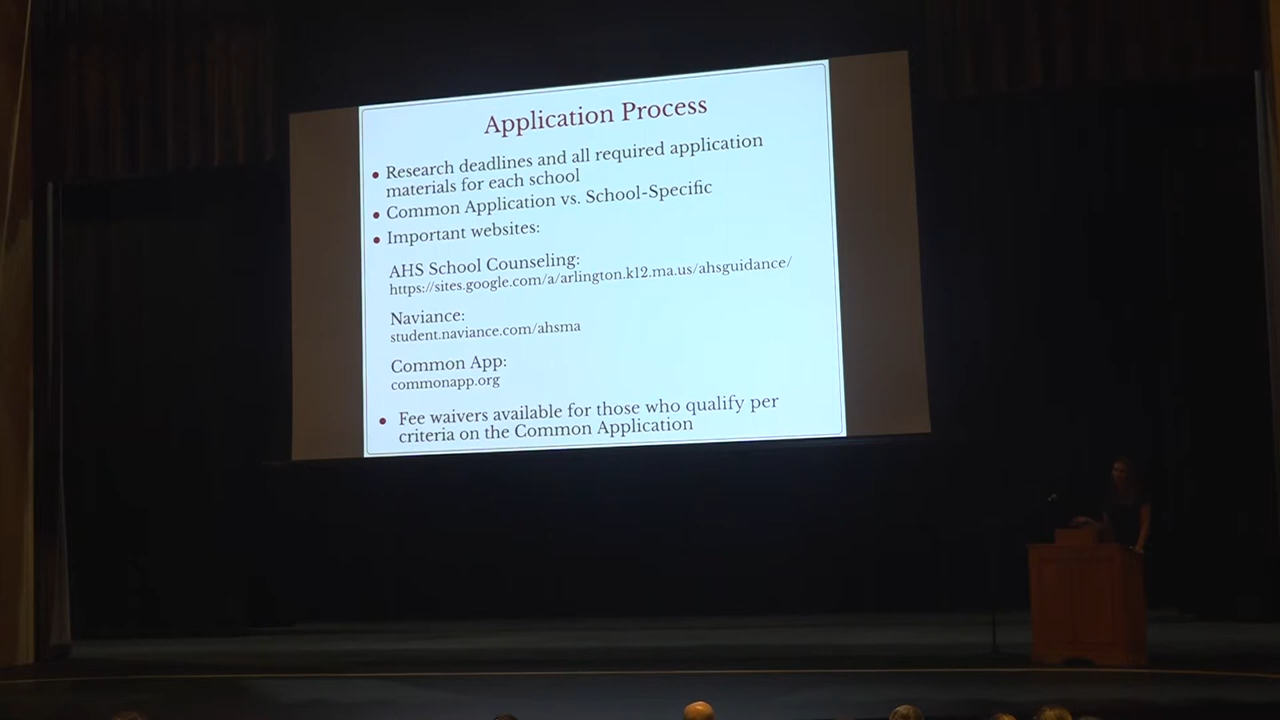 Application Process
• Research deadlines and all required application
materials for each school
• Common Application vs. School-Specific
• Important websites:
AHS School Counseling:
https://sites.google.com/a/arlington.k12.ma.us/ahsguidance/
Naviance:
student.naviance.com/ahsma
Common App:
commonapp.org
• Fee waivers available for those who qualify per
criteria on the Common Application